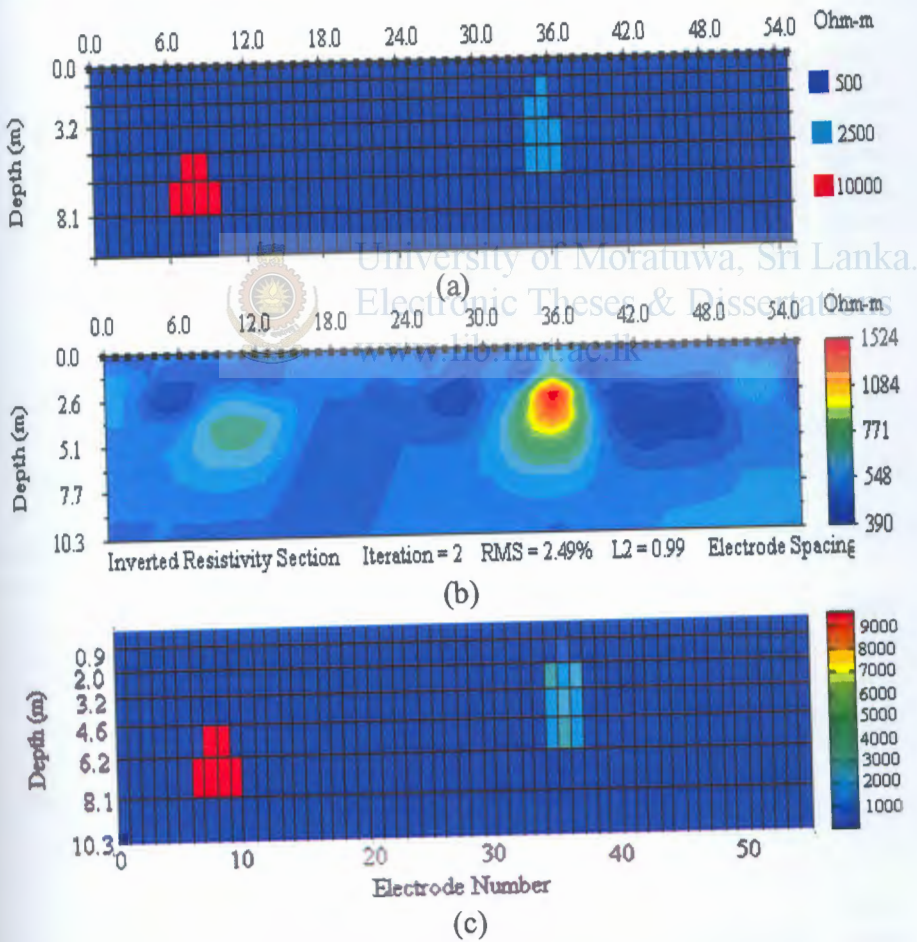 0.0 6.0 12.0 18.0 24.0 30.0 36.0 42.0 48.0 54.0 Ohm-m
0.0
3.2
8.1
Depth (m)
500
2500
10000
University of Moratuwa, Sri Lanka.
(a)
Electronic Theses & Dissertations
www.lib.mrt.ac.lk
0.0 6.0 12.0 18.0 24.0 30.0 36.0 42.0 48.0 54.0 Ohm-m
0.0
2.6
5.1
7.7
10.3
Depth (m)
1524
1084
771
548
390
Inverted Resistivity Section Iteration = 2 RMS = 2.49% L2 = 0.99 Electrode Spacing
(b)
0.9
2.0
3.2
4.6
6.2
8.1
10.3
Depth (m)
9000
8000
7000
6000
5000
4000
3000
2000
1000
0 10 20 30 40 50
Electrode Number
(c)